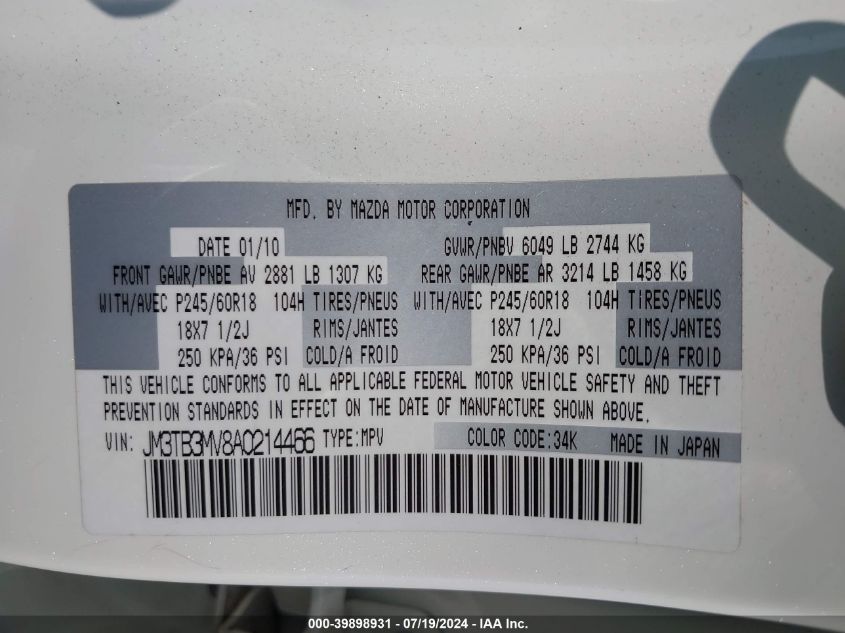 MFD. BY MAZDA MOTOR CORPORATION
DATE 01/10 GVWR/PNBV 6049 LB 2744 KG
FRONT GAWR/PNBE AV 2881 LB 1307 KG REAR GAWR/PNBE AR 3214 LB 1458 KG
WITH/AVEC P245/60R18 104H TIRES/PNEUS WITH/AVEC P245/60R18 104H TIRES/PNEUS
18X7 1/2J RIMS/JANTES 18X7 1/2J RIMS/JANTES
250 KPA/36 PSI COLD/A FROID 250 KPA/36 PSI COLD/A FROID
THIS VEHICLE CONFORMS TO ALL APPLICABLE FEDERAL MOTOR VEHICLE SAFETY AND THEFT
PREVENTION STANDARDS IN EFFECT ON THE DATE OF MANUFACTURE SHOWN ABOVE.
VIN: JM3TB3MV8A0214466 TYPE:MPV COLOR CODE:34K MADE IN JAPAN
000-39898931 - 07/19/2024 - IAA Inc.